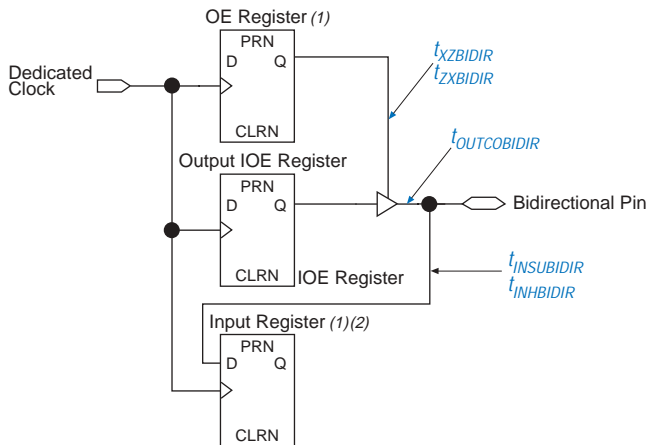 OE Register (1)
PRN
D Q
CLRN
Dedicated
Clock
tXZBIDIR
tZXBIDIR
tOUTCOBIDIR
Output IOE Register
PRN
D Q
CLRN
Bidirectional Pin
IOE Register
tINSUBIDIR
tINHBIDIR
Input Register (1)(2)
PRN
D Q
CLRN